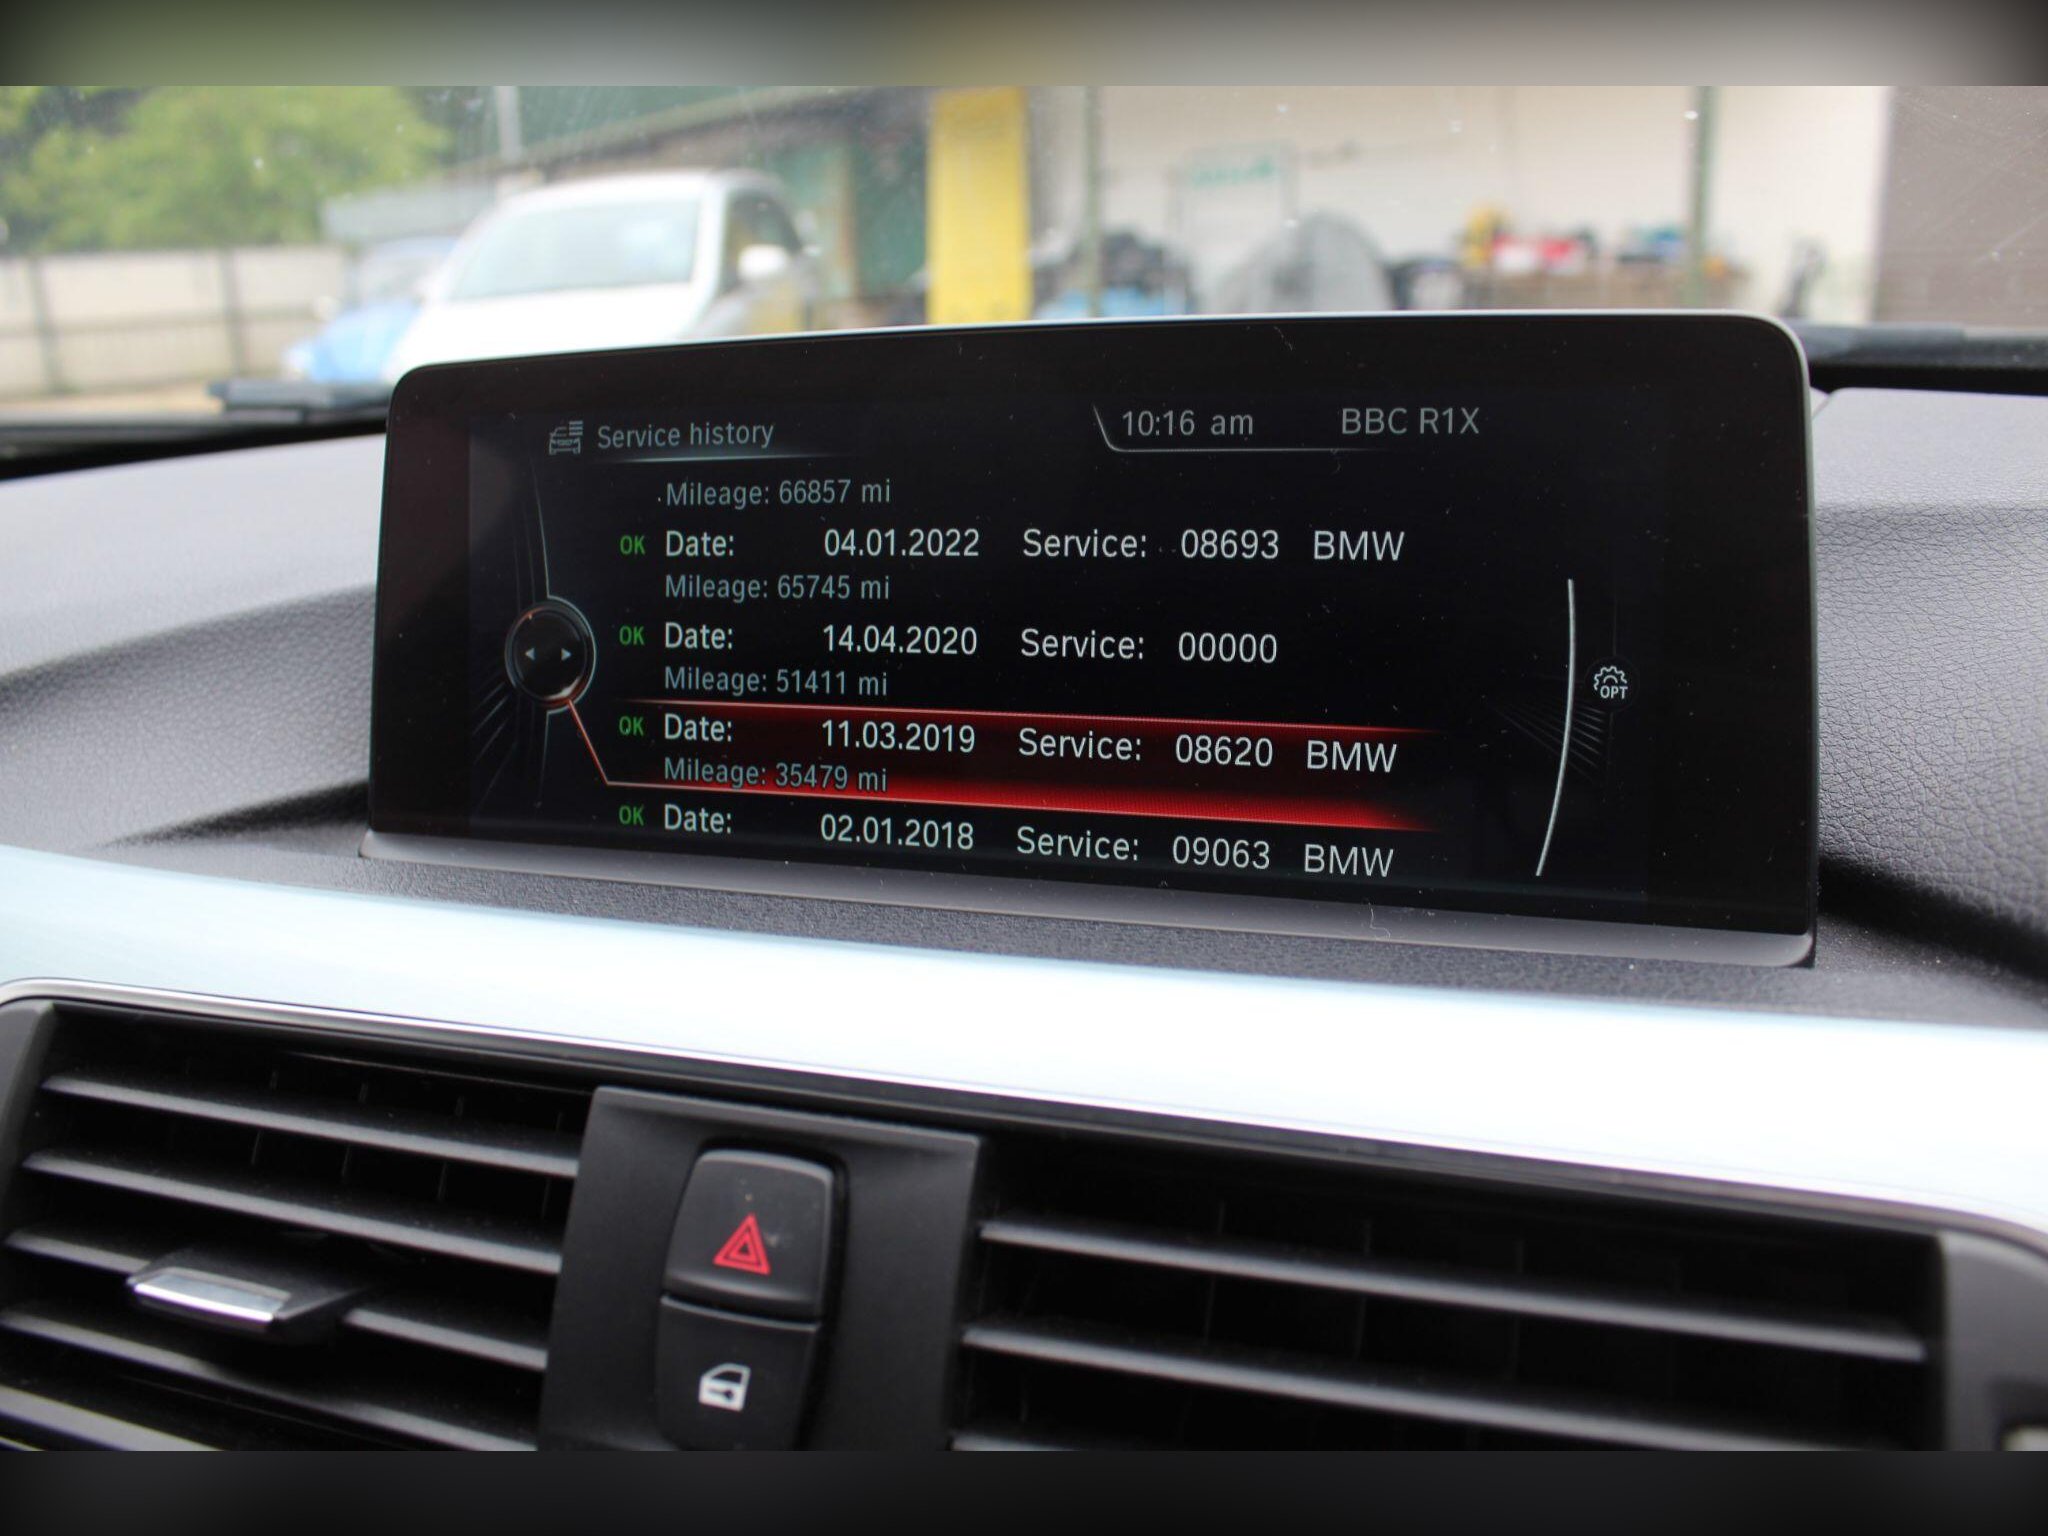 Service history
10:16 am BBC R1X
Mileage: 66857 mi
OK Date: 04.01.2022 Service: 08693 BMW
Mileage: 65745 mi
OK Date: 14.04.2020 Service: 00000
Mileage: 51411 mi
OK Date: 11.03.2019 Service: 08620 BMW
Mileage: 35479 mi
OK Date: 02.01.2018 Service: 09063 BMW
OPT